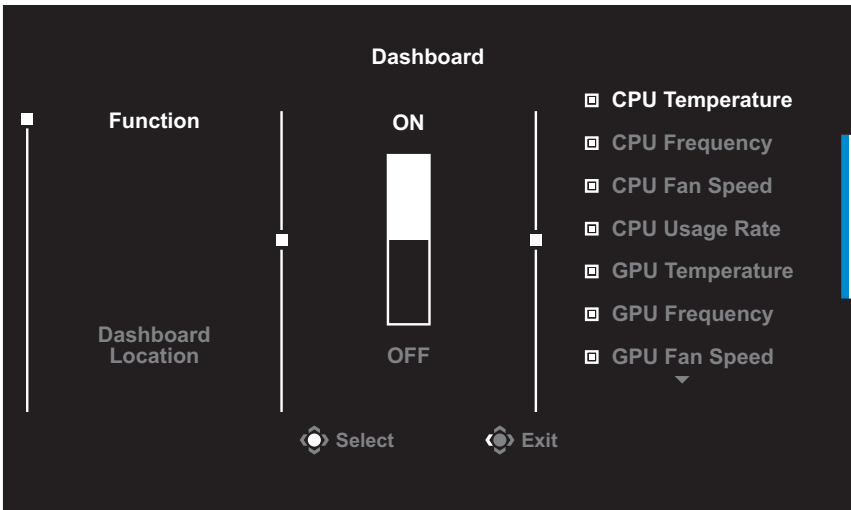 Dashboard
Function
Dashboard
Location
ON
OFF
CPU Temperature
CPU Frequency
CPU Fan Speed
CPU Usage Rate
GPU Temperature
GPU Frequency
GPU Fan Speed
Select
Exit